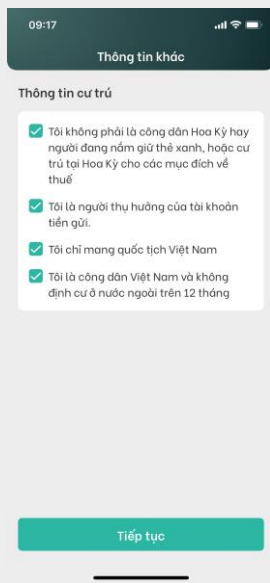 09:17
Thông tin khác
Thông tin cư trú
Tôi không phải là công dân Hoa Kỳ hay
người đang nắm giữ thẻ xanh, hoặc cư
trú tại Hoa Kỳ cho các mục đích về
thuế
Tôi là người thụ hưởng của tài khoản
tiền gửi.
Tôi chỉ mang quốc tịch Việt Nam
Tôi là công dân Việt Nam và không
định cư ở nước ngoài trên 12 tháng
Tiếp tục